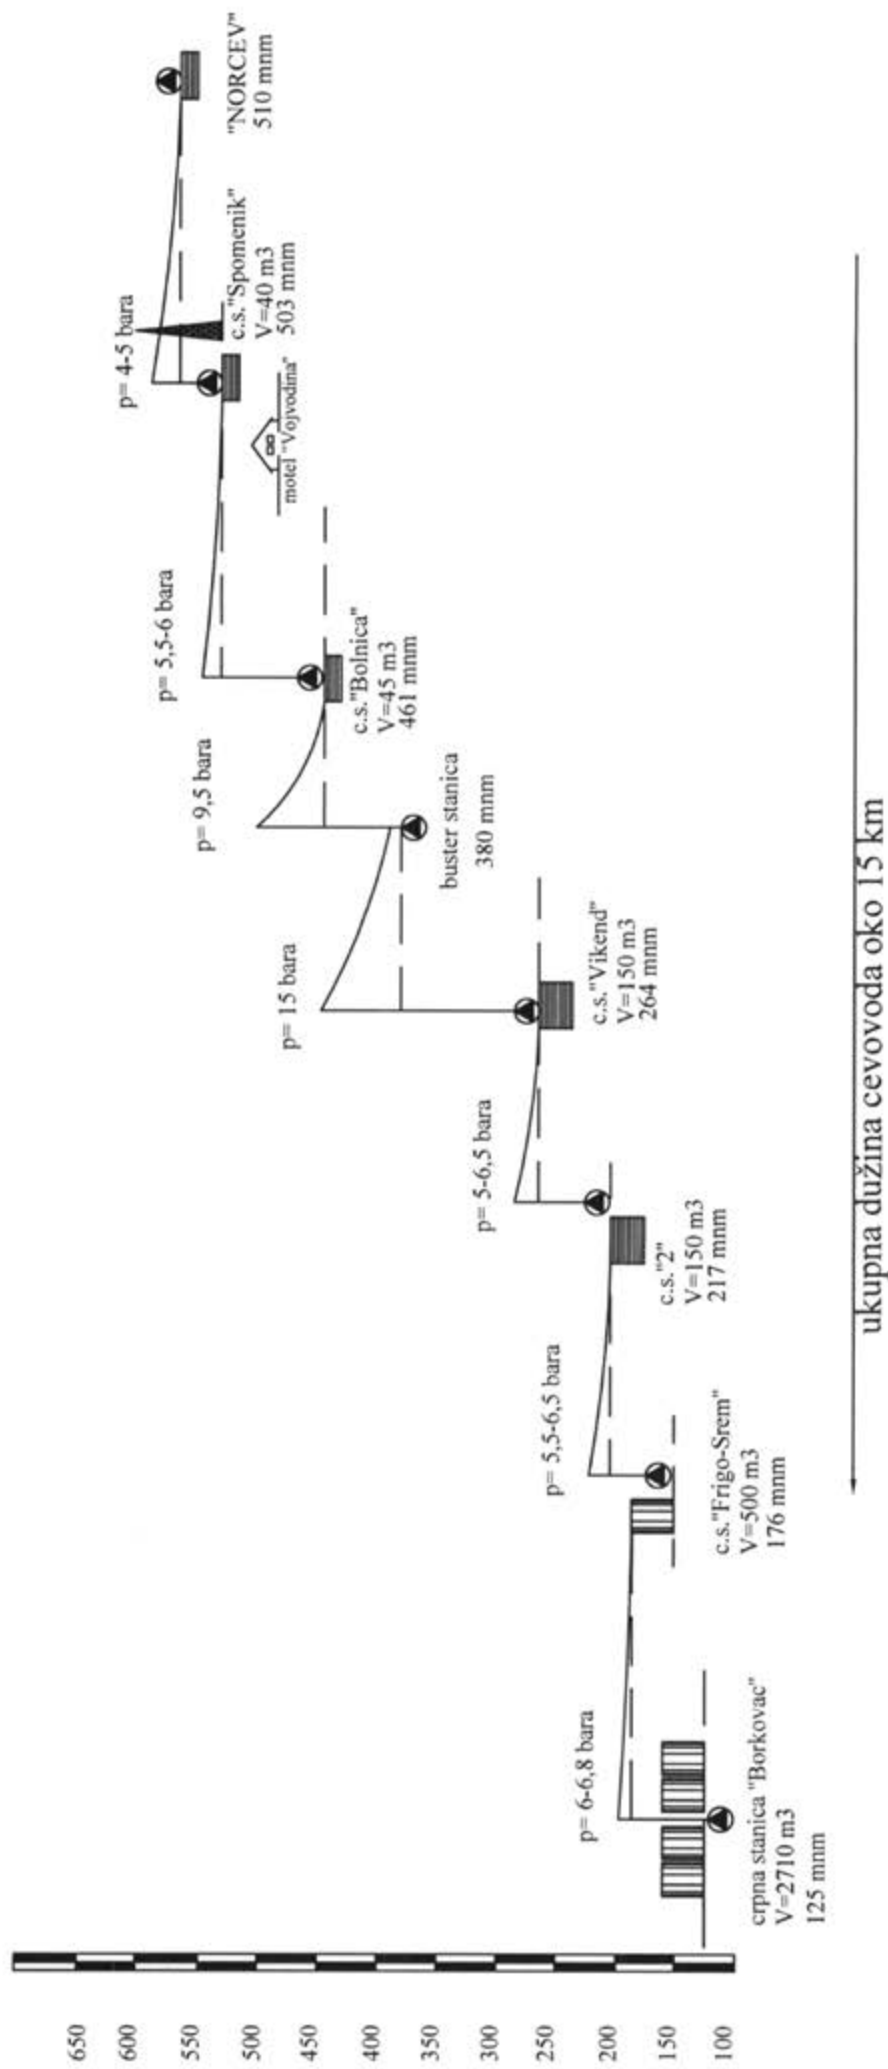 650
600
550
500
450
400
350
300
250
200
150
100
p= 6-6,8 bara
crpna stanica "Borkovac"
V=2710 m3
125 mnm
p= 5,5-6,5 bara
c.s."Frigo-Srem"
V=500 m3
176 mnm
p= 5-6,5 bara
c.s."2"
V=150 m3
217 mnm
p= 15 bara
c.s."Vikend"
V=150 m3
264 mnm
p= 9,5 bara
buster stanica
380 mnm
p= 5,5-6 bara
c.s."Bolnica"
V=45 m3
461 mnm
motel "Vojvodina"
p= 4-5 bara
c.s."Spomenik"
V=40 m3
503 mnm
"NORCEV"
510 mnm
ukupna dužina cevovoda oko 15 km